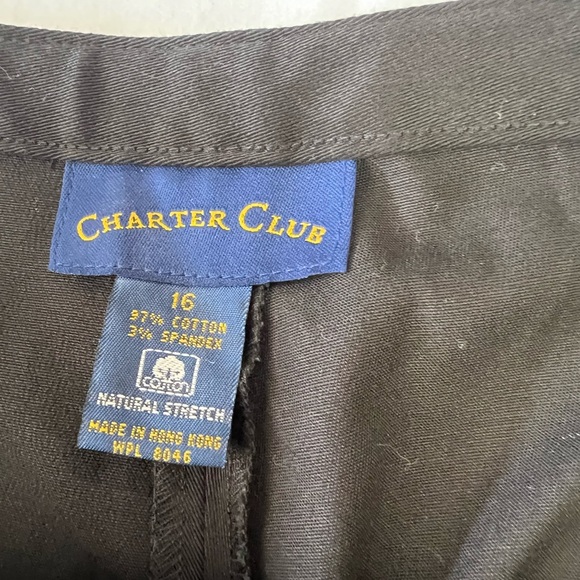 CHARTER CLUB
16
97% COTTON
3% SPANDEX
COTTON
NATURAL STRETCH
MADE IN HONG KONG
WPL 8046